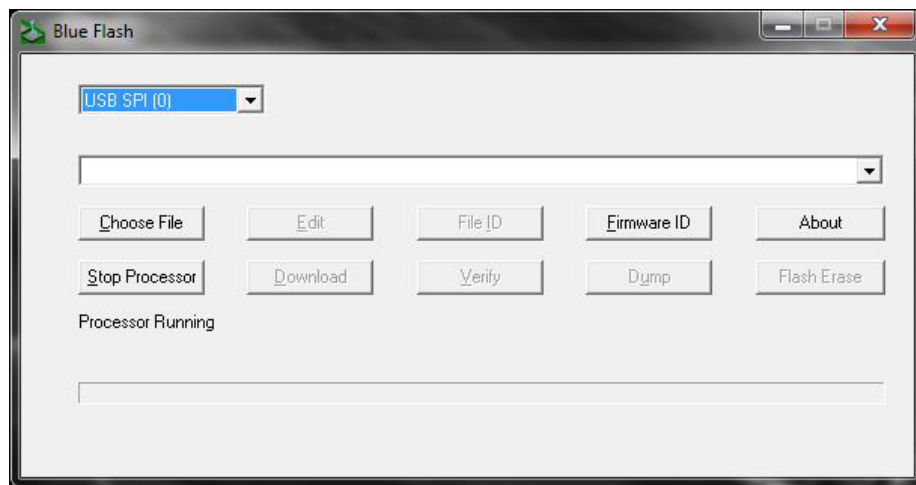 Blue Flash
USB SPI (0)
Choose File Edit File ID Firmware ID About
Stop Processor Download Verify Dump Flash Erase
Processor Running